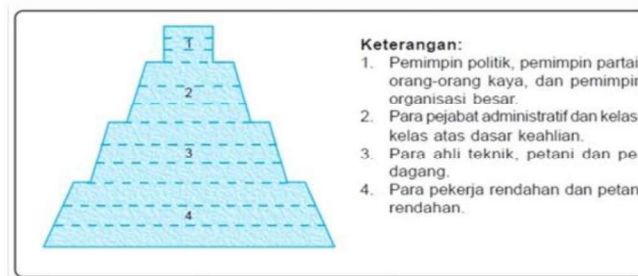 1
2
3
4
Keterangan:
1. Pemimpin politik, pemimpin partai
orang-orang kaya, dan pemimpin
organisasi besar.
2. Para pejabat administratif dan kelas-
kelas atas dasar keahlian.
3. Para ahli teknik, petani dan pe
dagang.
4. Para pekerja rendahan dan petan
rendahan.